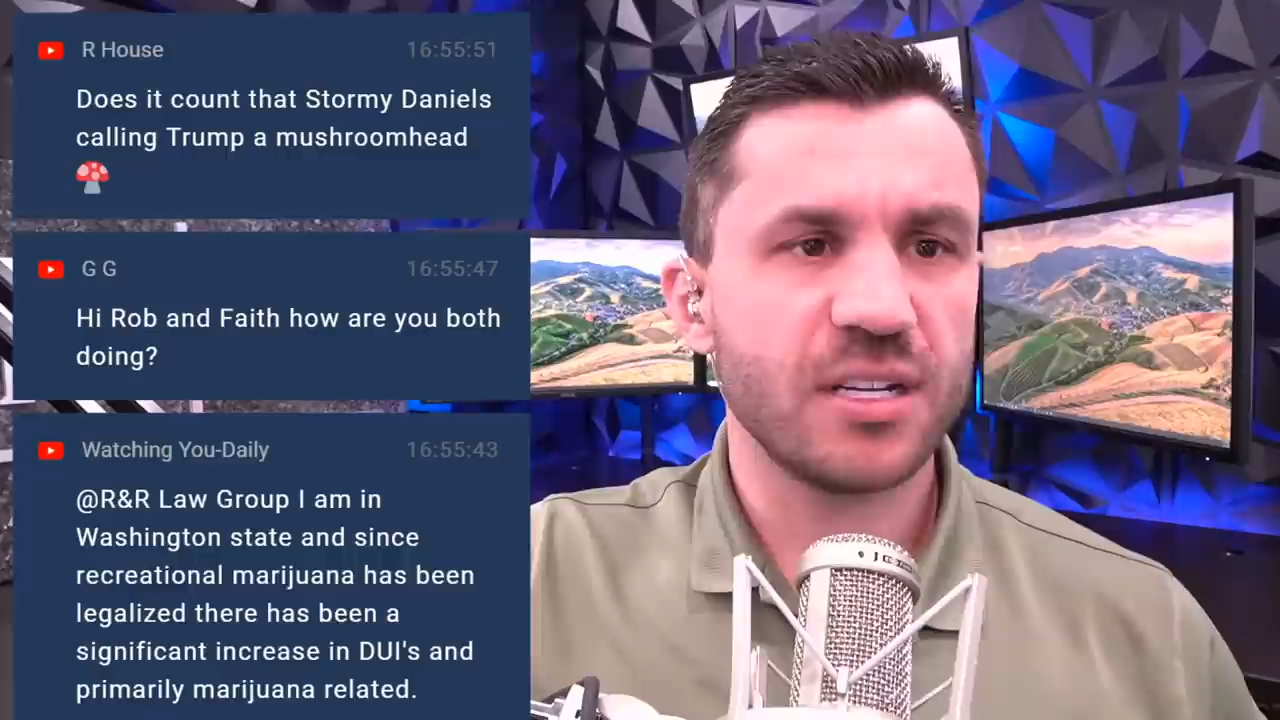 R House 16:55:51
Does it count that Stormy Daniels
calling Trump a mushroomhead
🍄
G G 16:55:47
Hi Rob and Faith how are you both
doing?
Watching You-Daily 16:55:43
@R&R Law Group I am in
Washington state and since
recreational marijuana has been
legalized there has been a
significant increase in DUI's and
primarily marijuana related.